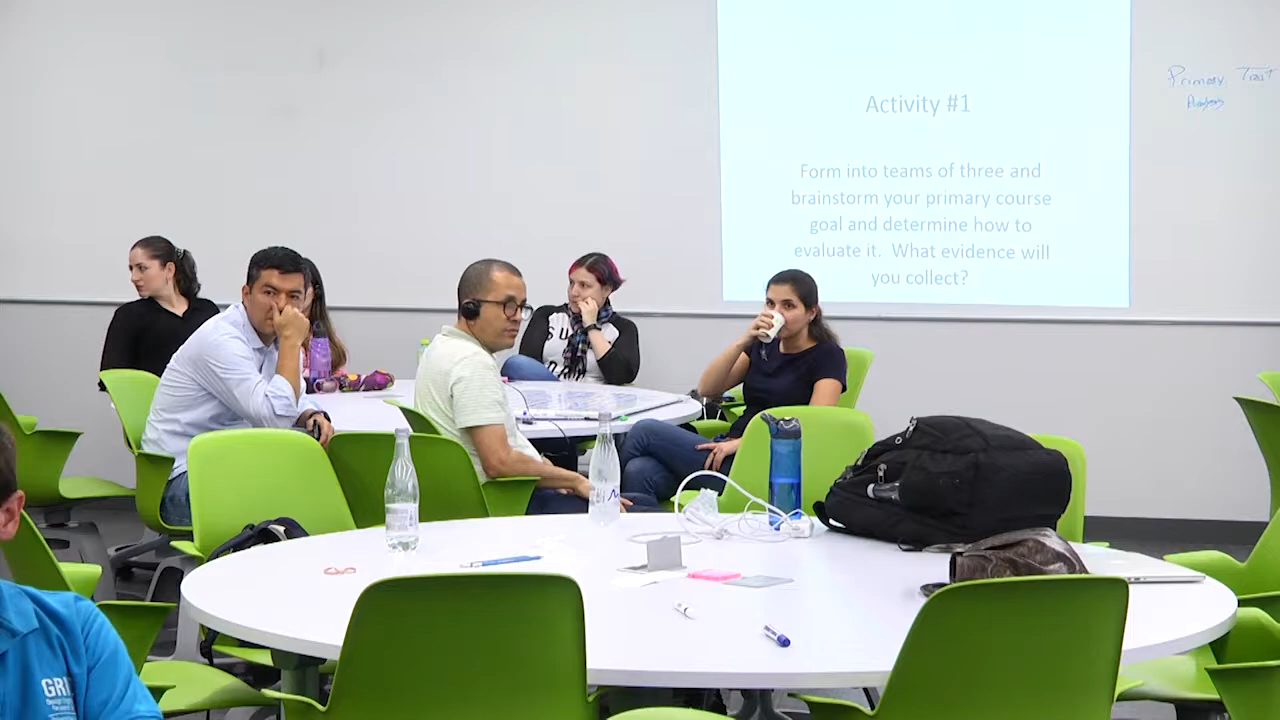 Activity #1
Form into teams of three and
brainstorm your primary course
goal and determine how to
evaluate it.  What evidence will
you collect?
Primary Trait